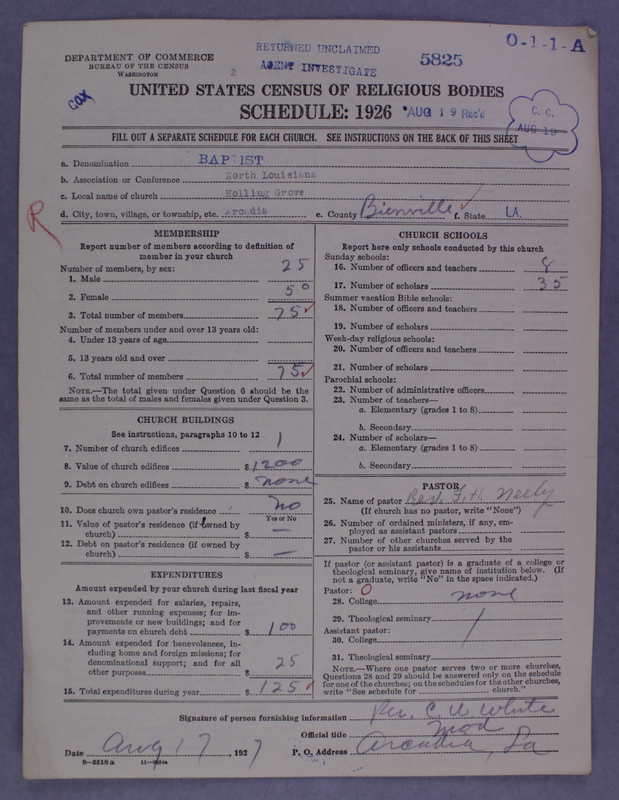 RETURNED UNCLAIMED
AGENT INVESTIGATE
5825
O-1-1-A
DEPARTMENT OF COMMERCE
BUREAU OF THE CENSUS
WASHINGTON
COX
UNITED STATES CENSUS OF RELIGIOUS BODIES
SCHEDULE: 1926
AUG 19 Rec'd
C. C.
AUG 19
FILL OUT A SEPARATE SCHEDULE FOR EACH CHURCH. SEE INSTRUCTIONS ON THE BACK OF THIS SHEET
a. Denomination BAPTIST
b. Association or Conference North Louisiana
c. Local name of church Holling Grove
d. City, town, village, or township, etc. Arcadia e. County Bienville f. State LA.
R
MEMBERSHIP
Report number of members according to definition of
member in your church
Number of members, by sex:
1. Male 25
2. Female 50
3. Total number of members 75
Number of members under and over 13 years old:
4. Under 13 years of age
5. 13 years old and over
6. Total number of members 75
NOTE.—The total given under Question 6 should be the
same as the total of males and females given under Question 3.
CHURCH BUILDINGS
See instructions, paragraphs 10 to 12
7. Number of church edifices 1
8. Value of church edifices $ 1200
9. Debt on church edifices $ none
10. Does church own pastor's residence no
Yes or No
11. Value of pastor's residence (if owned by
church) $ —
12. Debt on pastor's residence (if owned by
church) $ —
EXPENDITURES
Amount expended by your church during last fiscal year
13. Amount expended for salaries, repairs,
and other running expenses; for im-
provements or new buildings; and for
payments on church debt $ 100
14. Amount expended for benevolences, in-
cluding home and foreign missions; for
denominational support; and for all
other purposes $ 25
15. Total expenditures during year $ 125
CHURCH SCHOOLS
Report here only schools conducted by this church
Sunday schools:
16. Number of officers and teachers 8
17. Number of scholars 35
Summer vacation Bible schools:
18. Number of officers and teachers
19. Number of scholars
Week-day religious schools:
20. Number of officers and teachers
21. Number of scholars
Parochial schools:
22. Number of administrative officers
23. Number of teachers—
a. Elementary (grades 1 to 8)
b. Secondary
24. Number of scholars—
a. Elementary (grades 1 to 8)
b. Secondary
PASTOR
25. Name of pastor Rev. F. H. Neely
(If church has no pastor, write "None")
26. Number of ordained ministers, if any, em-
ployed as assistant pastors
27. Number of other churches served by the
pastor or his assistants
If pastor (or assistant pastor) is a graduate of a college or
theological seminary, give name of institution below. (If
not a graduate, write "No" in the space indicated.)
Pastor: O
28. College none
29. Theological seminary
Assistant pastor:
30. College
31. Theological seminary
NOTE.—Where one pastor serves two or more churches,
Questions 28 and 29 should be answered only on the schedule
for one of the churches; on the schedules for the other churches,
write "See schedule for church."
Signature of person furnishing information Rev. C. W. White
Official title Mod
Date Aug 17, 1927 P. O. Address Arcadia, La
8-5518a